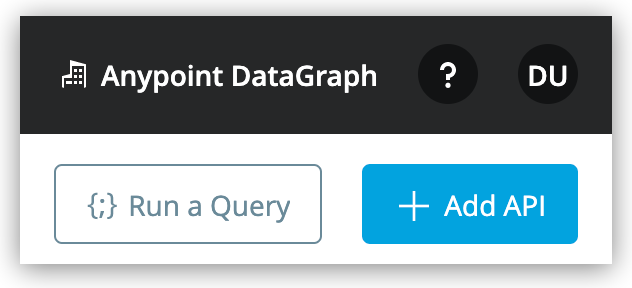 Anypoint DataGraph ? DU
{;} Run a Query + Add API